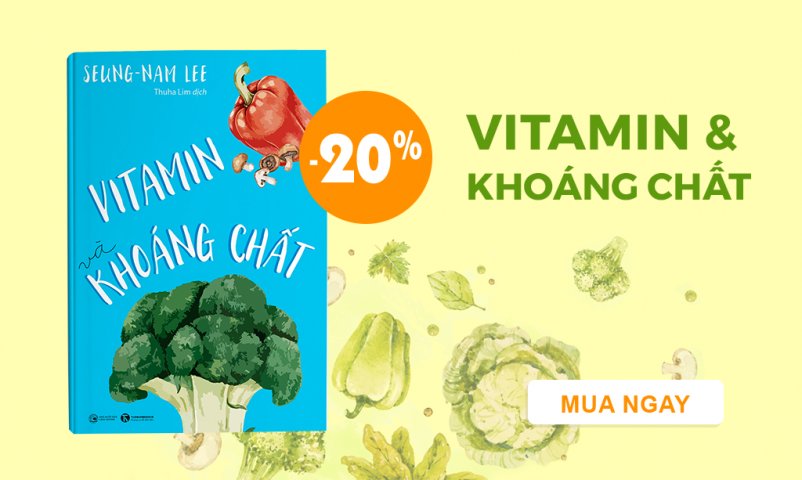 SEUNG-NAM LEE
Thuha Lim dịch
VITAMIN
và
KHOÁNG CHẤT
-20%
VITAMIN &
KHOÁNG CHẤT
MUA NGAY